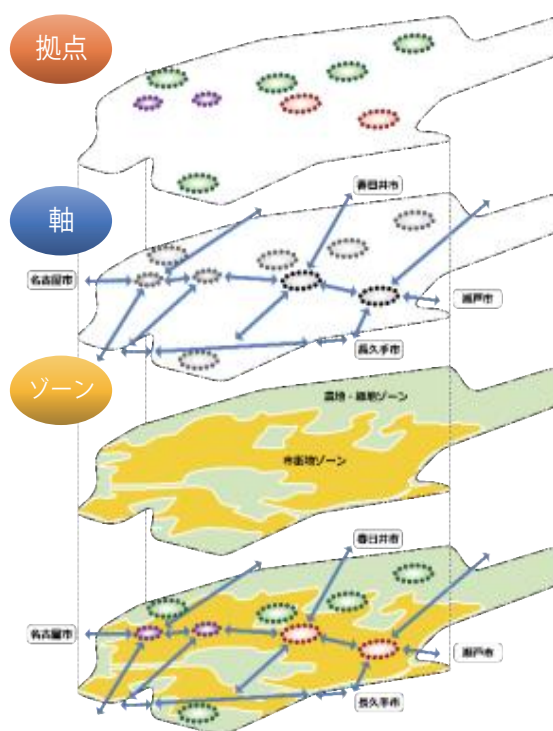 拠点
軸
春日井市
名古屋市
瀬戸市
長久手市
ゾーン
農地・緑地ゾーン
市街地ゾーン
春日井市
名古屋市
瀬戸市
長久手市